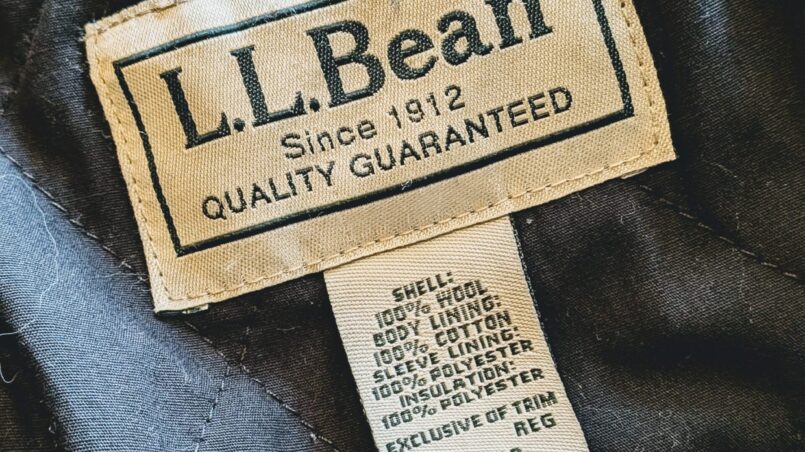 L.L.Bean
Since 1912
QUALITY GUARANTEED
SHELL:
100% WOOL
BODY LINING:
100% COTTON
SLEEVE LINING:
100% POLYESTER
INSULATION:
100% POLYESTER
EXCLUSIVE OF TRIM
REG